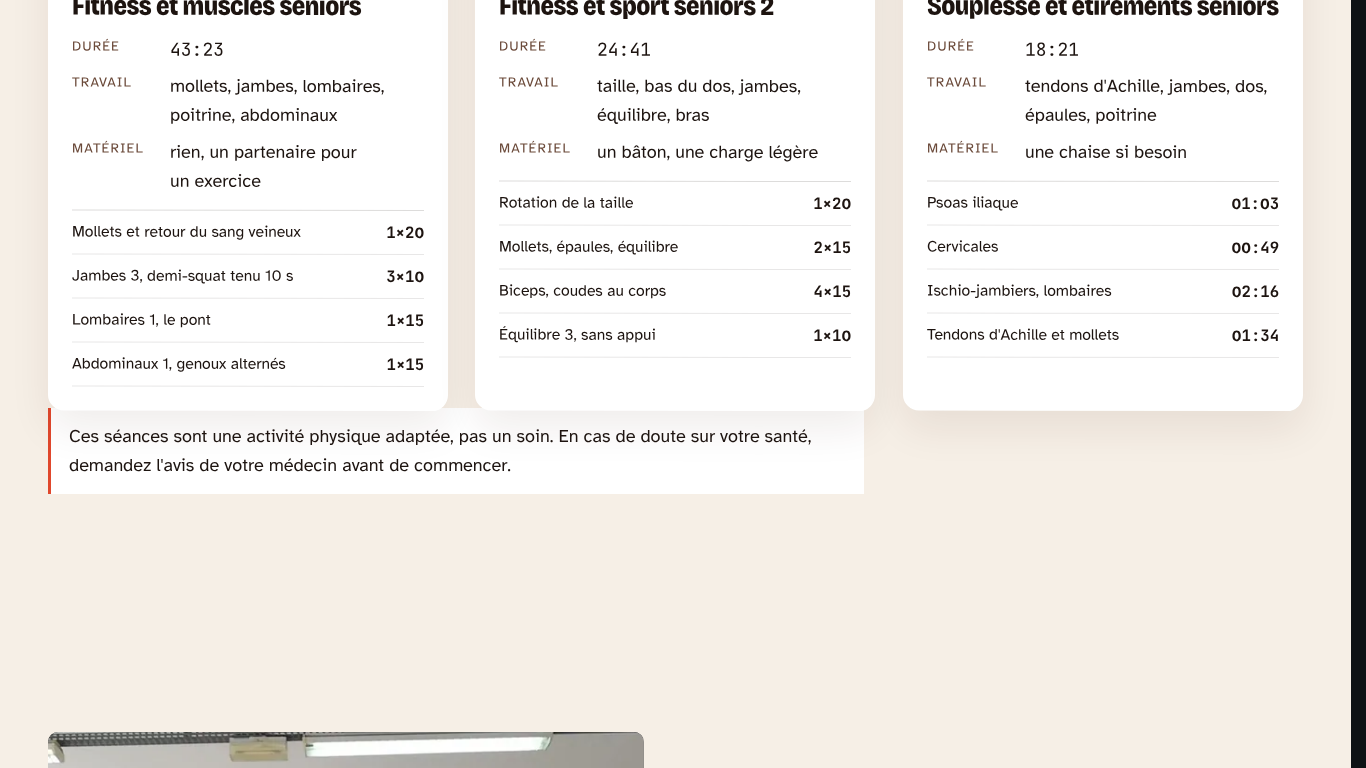 Fitness et muscles seniors
DURÉE 43:23
TRAVAIL mollets, jambes, lombaires,
poitrine, abdominaux
MATÉRIEL rien, un partenaire pour
un exercice
Mollets et retour du sang veineux 1×20
Jambes 3, demi-squat tenu 10 s 3×10
Lombaires 1, le pont 1×15
Abdominaux 1, genoux alternés 1×15
Fitness et sport seniors 2
DURÉE 24:41
TRAVAIL taille, bas du dos, jambes,
équilibre, bras
MATÉRIEL un bâton, une charge légère
Rotation de la taille 1×20
Mollets, épaules, équilibre 2×15
Biceps, coudes au corps 4×15
Équilibre 3, sans appui 1×10
Souplesse et étirements seniors
DURÉE 18:21
TRAVAIL tendons d'Achille, jambes, dos,
épaules, poitrine
MATÉRIEL une chaise si besoin
Psoas iliaque 01:03
Cervicales 00:49
Ischio-jambiers, lombaires 02:16
Tendons d'Achille et mollets 01:34
Ces séances sont une activité physique adaptée, pas un soin. En cas de doute sur votre santé,
demandez l'avis de votre médecin avant de commencer.